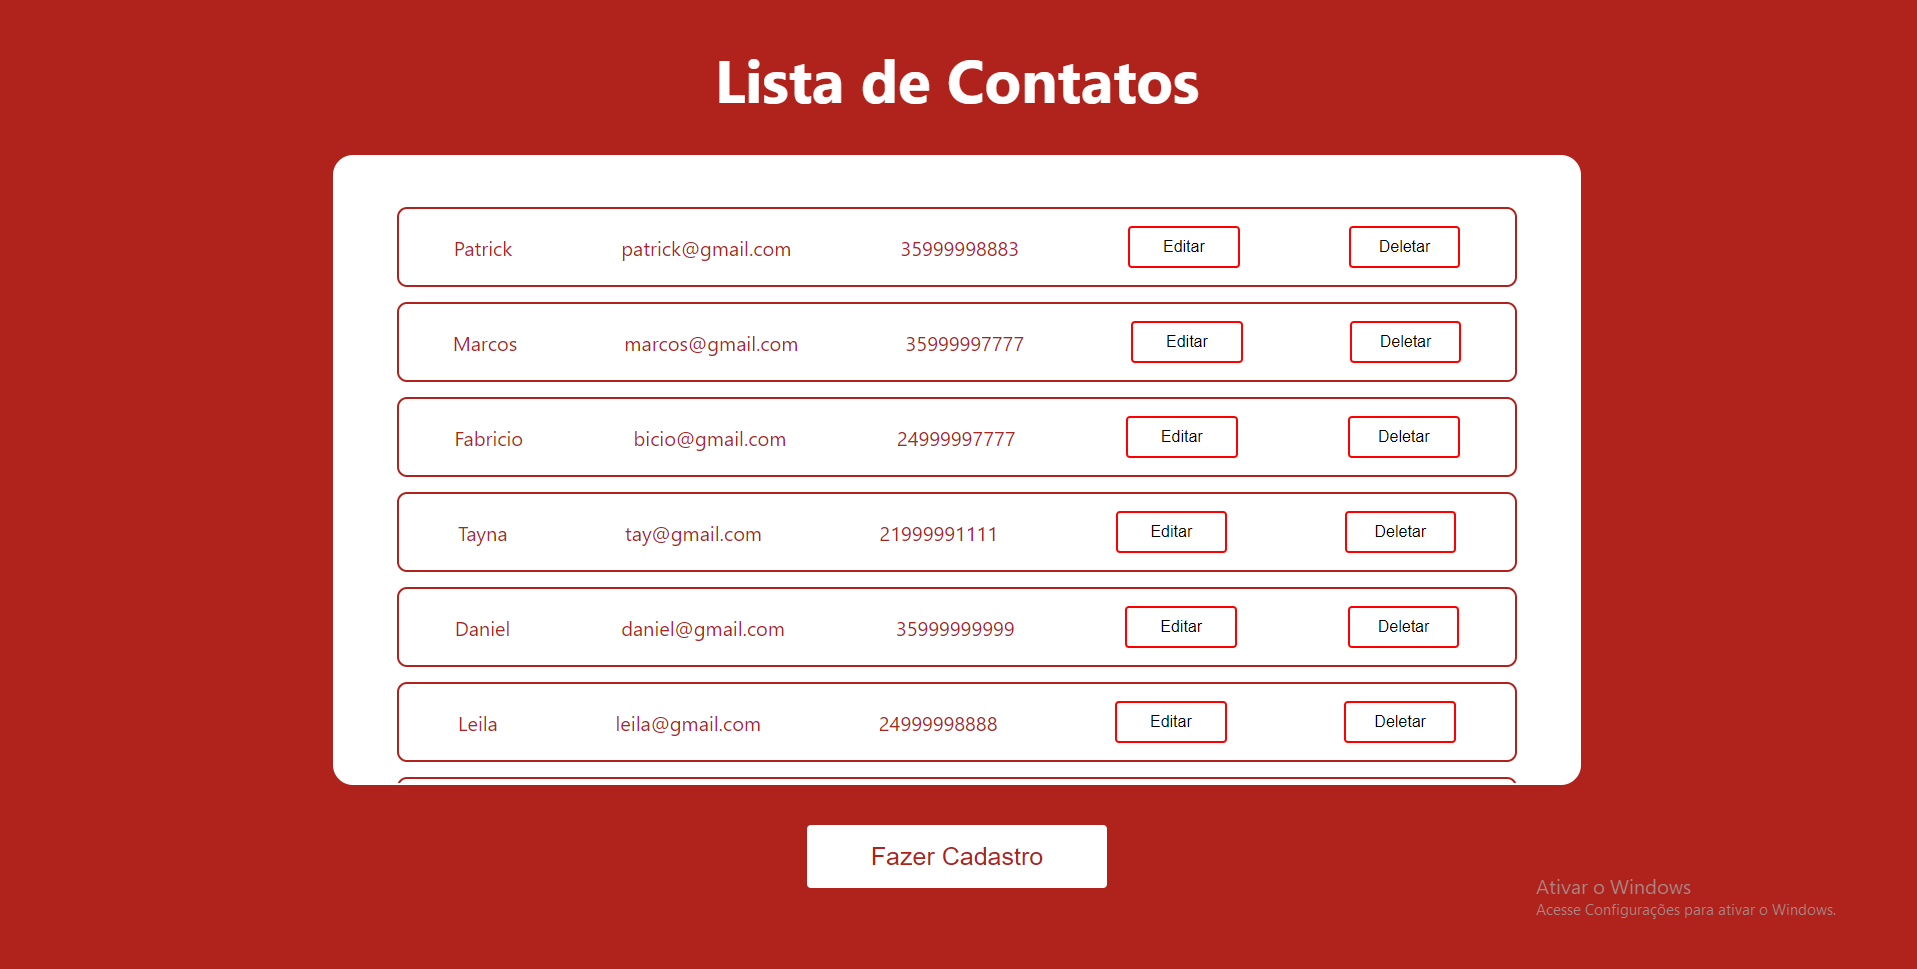 Lista de Contatos
Patrick patrick@gmail.com 35999998883 Editar Deletar
Marcos marcos@gmail.com 35999997777 Editar Deletar
Fabricio bicio@gmail.com 24999997777 Editar Deletar
Tayna tay@gmail.com 21999991111 Editar Deletar
Daniel daniel@gmail.com 35999999999 Editar Deletar
Leila leila@gmail.com 24999998888 Editar Deletar
Fazer Cadastro
Ativar o Windows
Acesse Configurações para ativar o Windows.